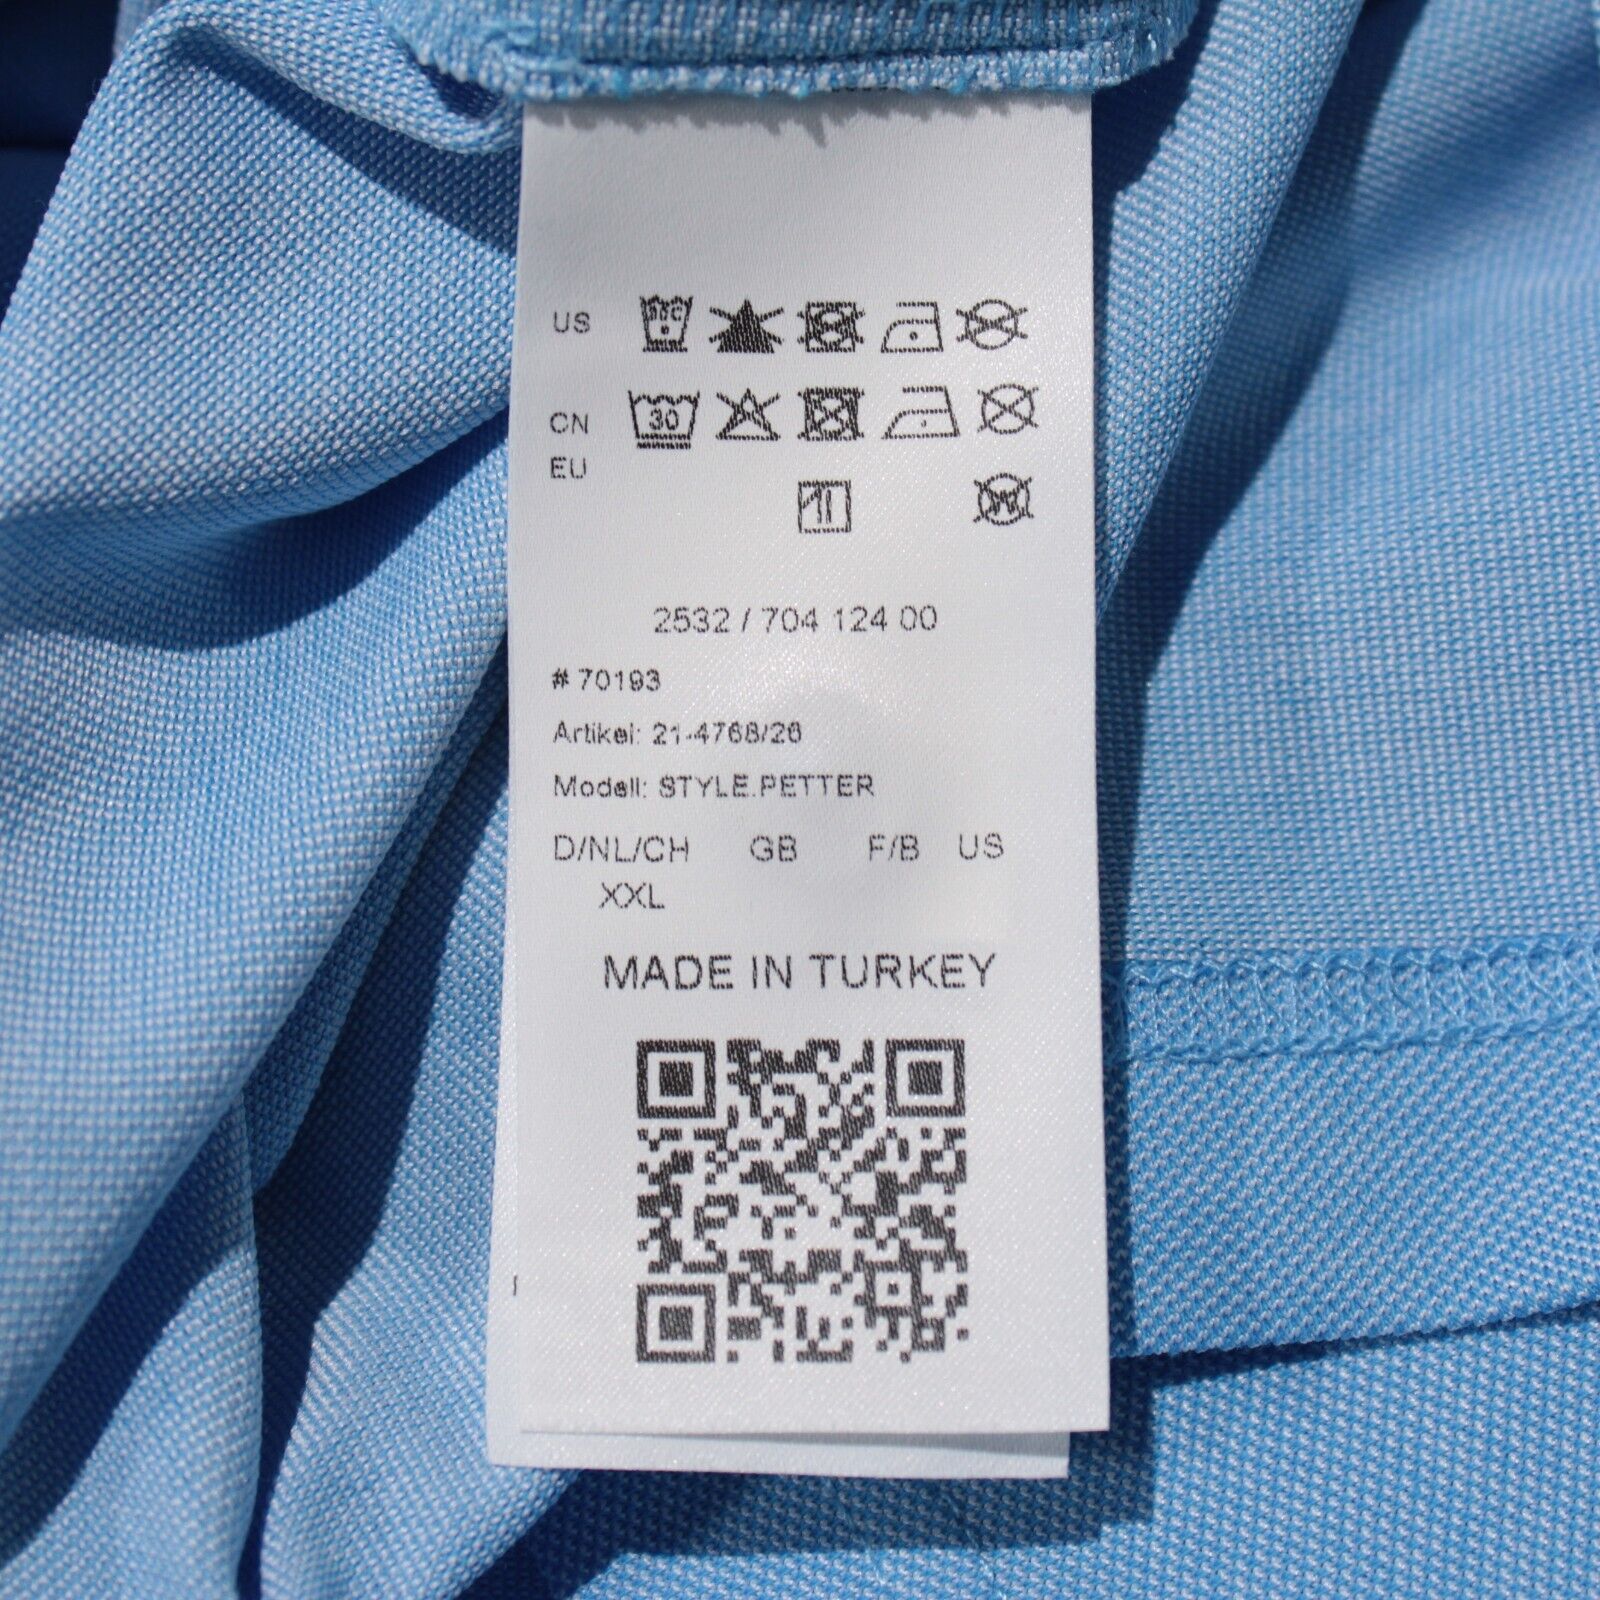 US 30°C
CN 30
EU
W
2532 / 704 124 00
# 70193
Artikel: 21-4768/26
Modell: STYLE.PETTER
D/NL/CH GB F/B US
XXL
MADE IN TURKEY